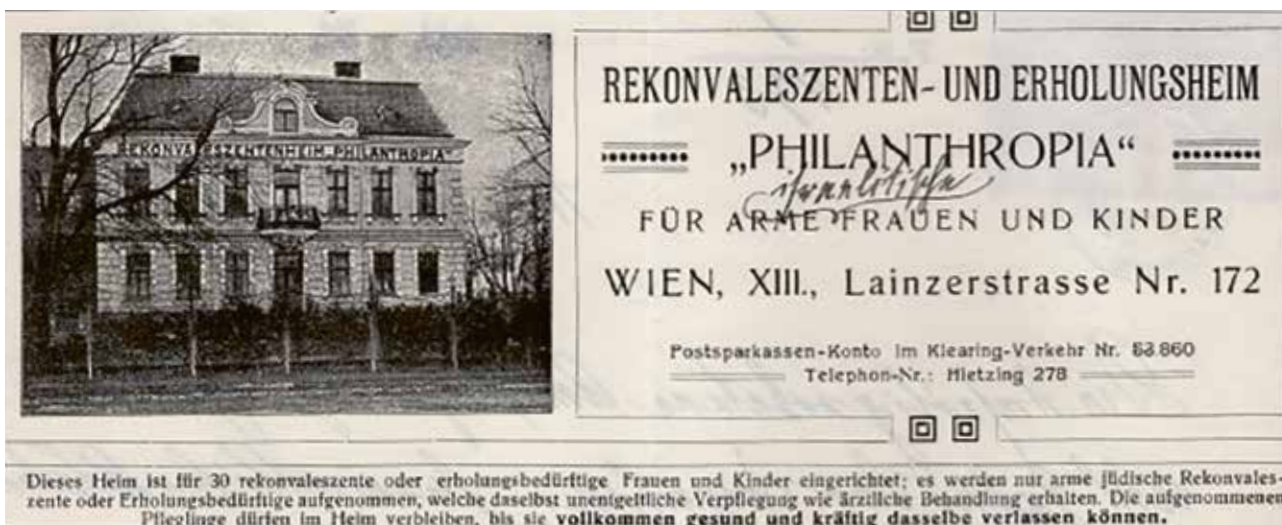 REKONVALESZENTENHEIM "PHILANTROPIA"
REKONVALESZENTEN- UND ERHOLUNGSHEIM
„PHILANTHROPIA“
israelitische
FÜR ARME FRAUEN UND KINDER
WIEN, XIII., Lainzerstrasse Nr. 172
Postsparkassen-Konto im Klearing-Verkehr Nr. 53.860
Telephon-Nr.: Hietzing 278
Dieses Heim ist für 30 rekonvaleszente oder erholungsbedürftige Frauen und Kinder eingerichtet; es werden nur arme jüdische Rekonvales-
zente oder Erholungsbedürftige aufgenommen, welche daselbst unentgeltliche Verpflegung wie ärztliche Behandlung erhalten. Die aufgenommenen
Pfleglinge dürfen im Heim verbleiben, bis sie vollkommen gesund und kräftig dasselbe verlassen können.